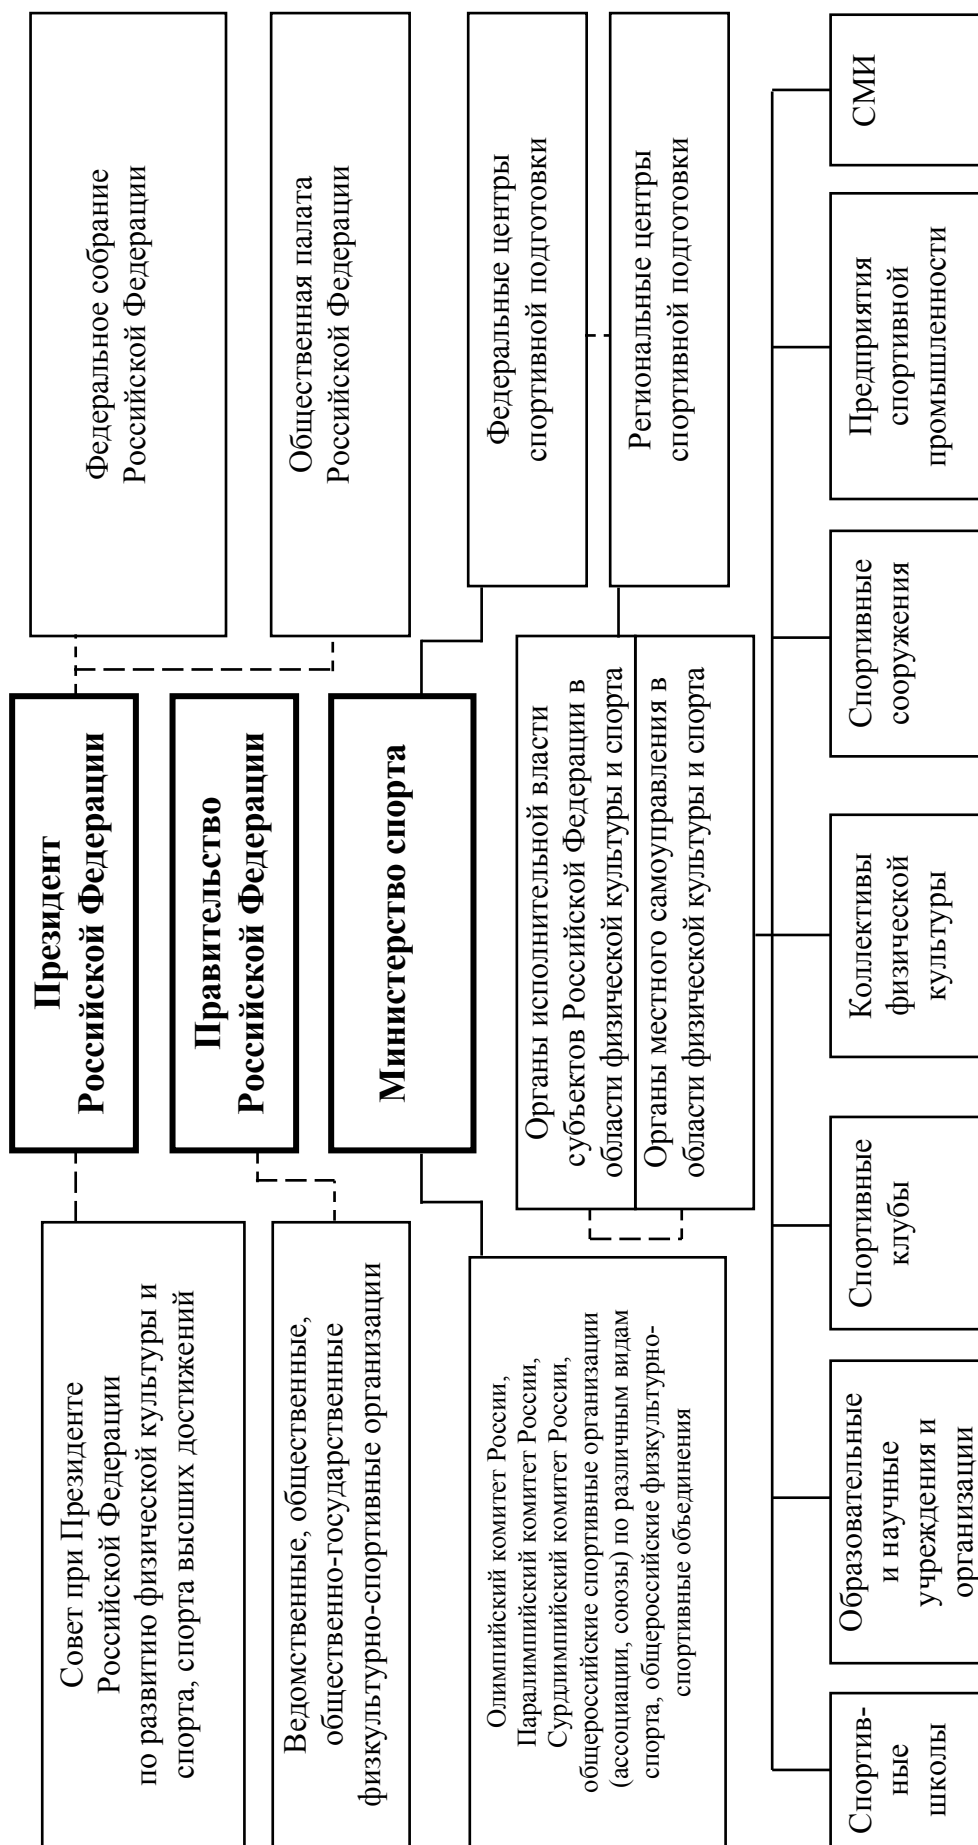 Совет при Президенте
Российской Федерации
по развитию физической культуры и
спорта, спорта высших достижений
Президент
Российской Федерации
Федеральное собрание
Российской Федерации
Ведомственные, общественные,
общественно-государственные
физкультурно-спортивные организации
Правительство
Российской Федерации
Общественная палата
Российской Федерации
Министерство спорта
Олимпийский комитет России,
Паралимпийский комитет России,
Сурдлимпийский комитет России,
общероссийские спортивные организации
(ассоциации, союзы) по различным видам
спорта, общероссийские физкультурно-
спортивные объединения
Федеральные центры
спортивной подготовки
Органы исполнительной власти
субъектов Российской Федерации в
области физической культуры и спорта
Органы местного самоуправления в
области физической культуры и спорта
Региональные центры
спортивной подготовки
Спортив-
ные
школы
Образовательные
и научные
учреждения и
организации
Спортивные
клубы
Коллективы
физической
культуры
Спортивные
сооружения
Предприятия
спортивной
промышленности
СМИ